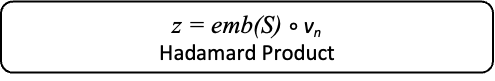 z = emb(S) ∘ vₙ
Hadamard Product